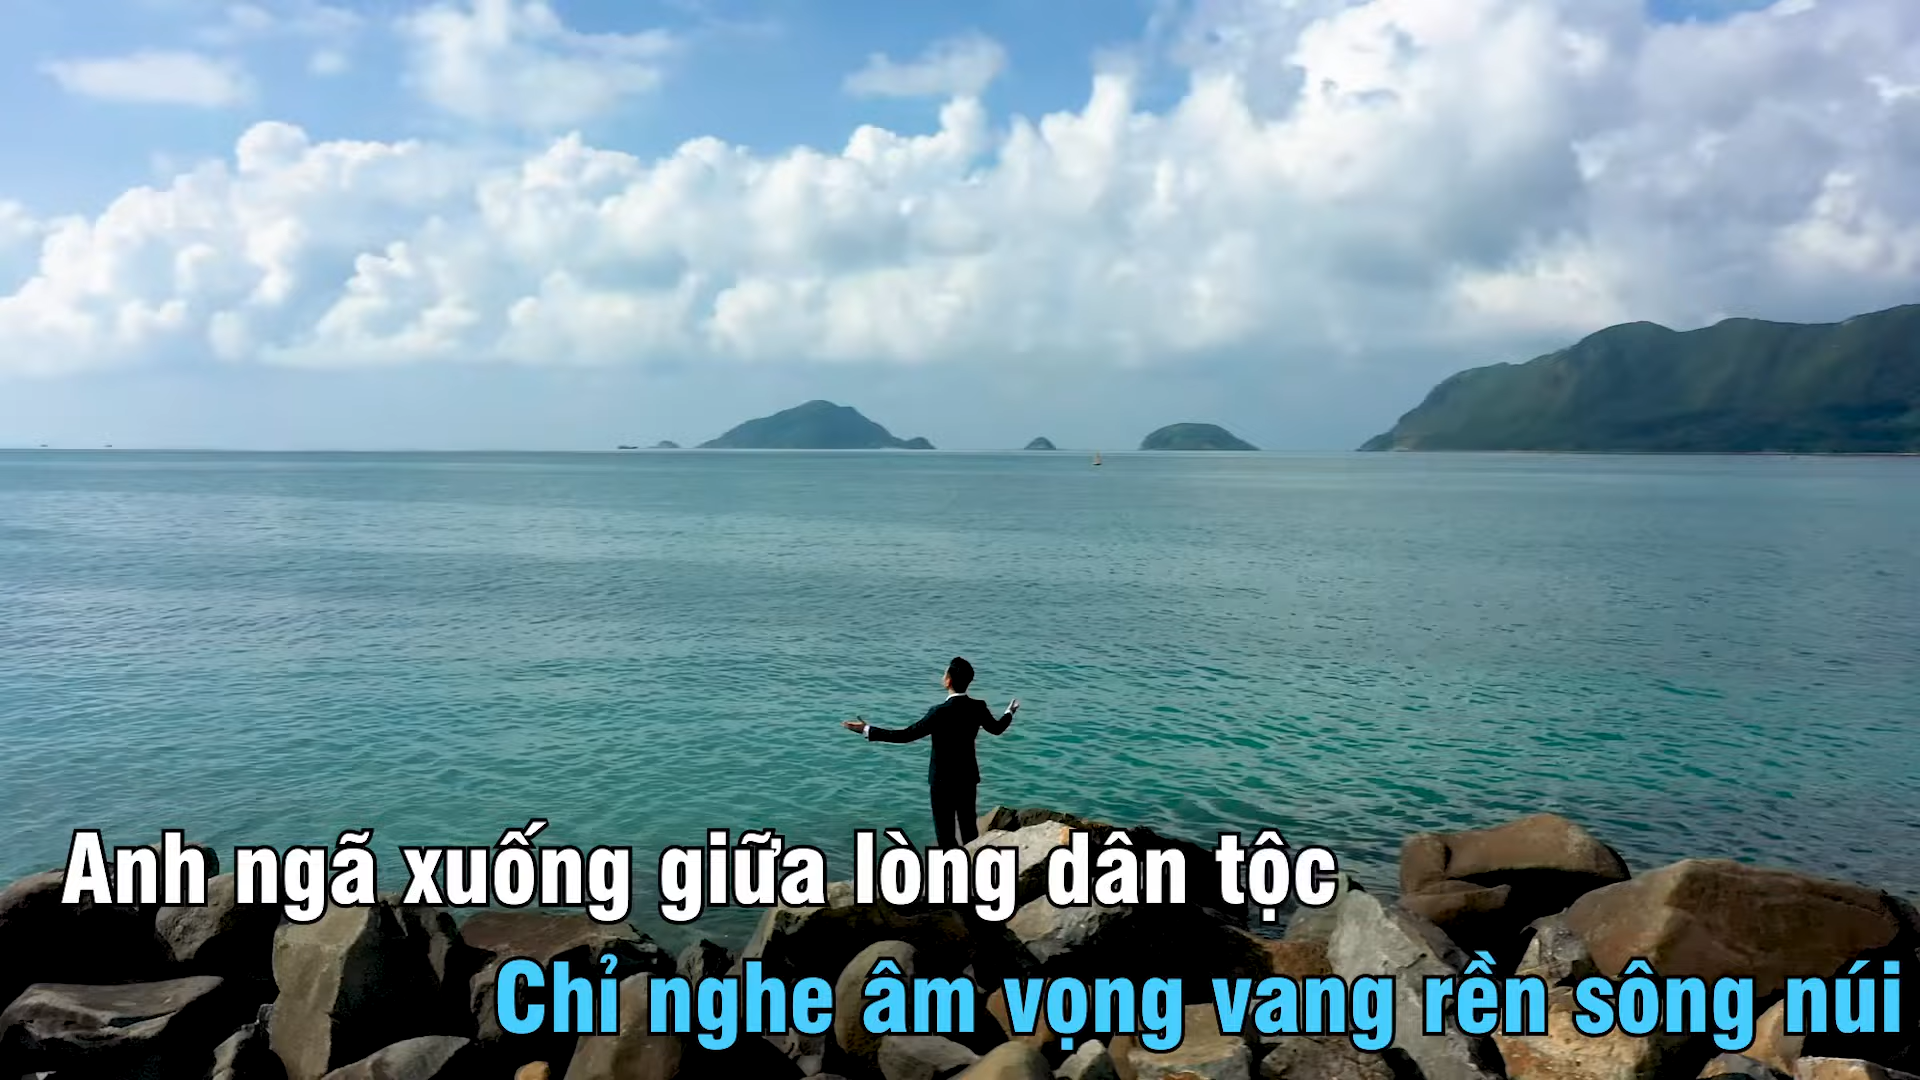 Anh ngã xuống giữa lòng dân tộc
Chỉ nghe âm vọng vang rền sông núi